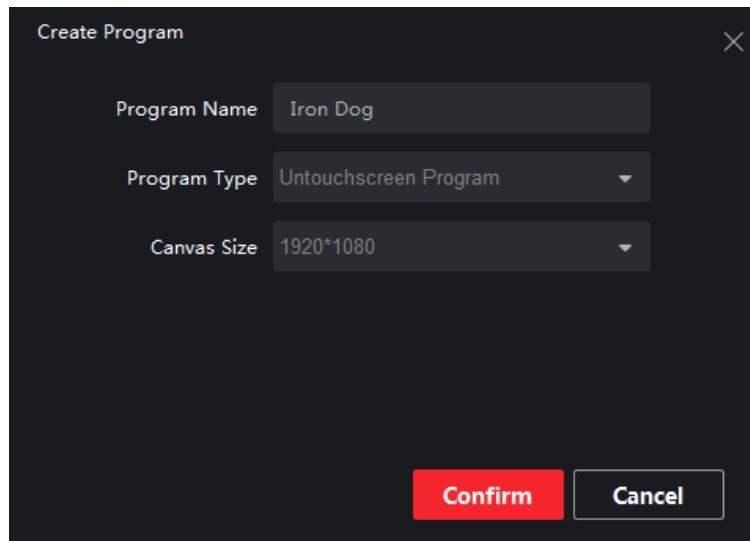 Create Program
Program Name Iron Dog
Program Type Untouchscreen Program
Canvas Size 1920*1080
Confirm Cancel